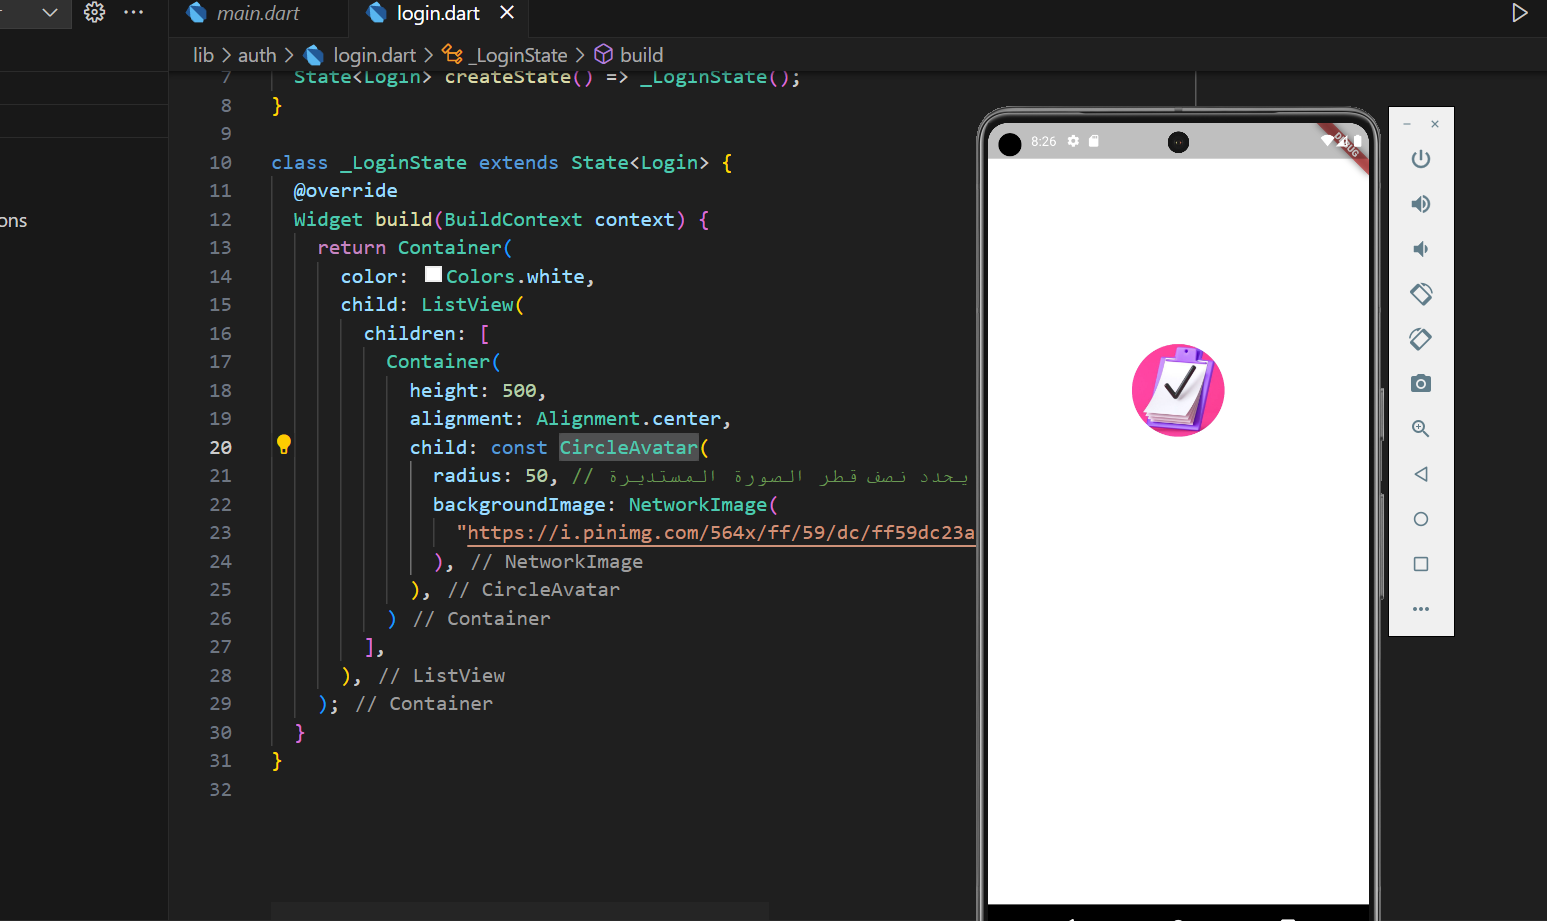 main.dart
login.dart
lib > auth > login.dart > _LoginState > build
7 State<Login> createState() => _LoginState();
8 }
9
10 class _LoginState extends State<Login> {
11 @override
12 Widget build(BuildContext context) {
13 return Container(
14 color: Colors.white,
15 child: ListView(
16 children: [
17 Container(
18 height: 500,
19 alignment: Alignment.center,
20 child: const CircleAvatar(
21 radius: 50, // يحدد نصف قطر الصورة المستديرة
22 backgroundImage: NetworkImage(
23 "https://i.pinimg.com/564x/ff/59/dc/ff59dc23a
24 ), // NetworkImage
25 ), // CircleAvatar
26 ) // Container
27 ],
28 ), // ListView
29 ); // Container
30 }
31 }
32
ons
8:26
DEBUG